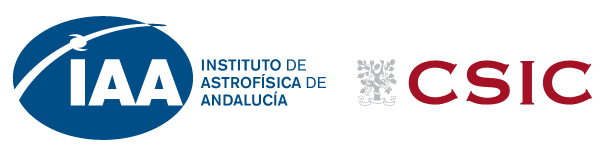 IAA
INSTITUTO DE
ASTROFÍSICA DE
ANDALUCÍA
CSIC